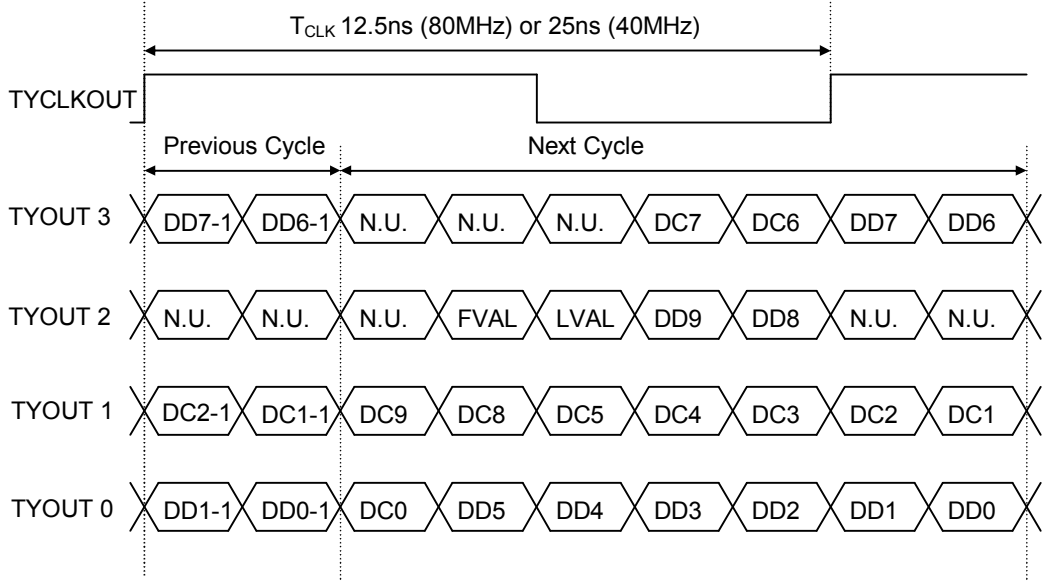 TCLK 12.5ns (80MHz) or 25ns (40MHz)
TYCLKOUT
Previous Cycle Next Cycle
TYOUT 3 DD7-1 DD6-1 N.U. N.U. N.U. DC7 DC6 DD7 DD6
TYOUT 2 N.U. N.U. N.U. FVAL LVAL DD9 DD8 N.U. N.U.
TYOUT 1 DC2-1 DC1-1 DC9 DC8 DC5 DC4 DC3 DC2 DC1
TYOUT 0 DD1-1 DD0-1 DC0 DD5 DD4 DD3 DD2 DD1 DD0